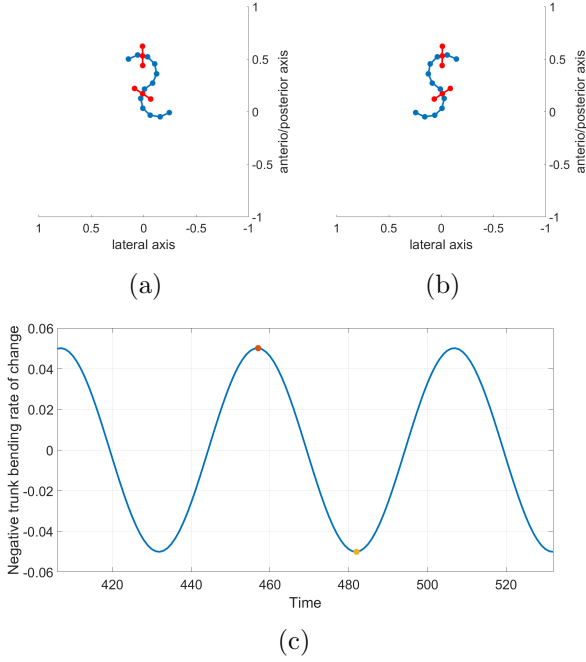 1
0.5
0
-0.5
-1
anterio/posterior axis
1 0.5 0 -0.5 -1
lateral axis
(a)
1
0.5
0
-0.5
-1
anterio/posterior axis
1 0.5 0 -0.5 -1
lateral axis
(b)
Negative trunk bending rate of change
0.06
0.04
0.02
0
-0.02
-0.04
-0.06
420 440 460 480 500 520
Time
(c)